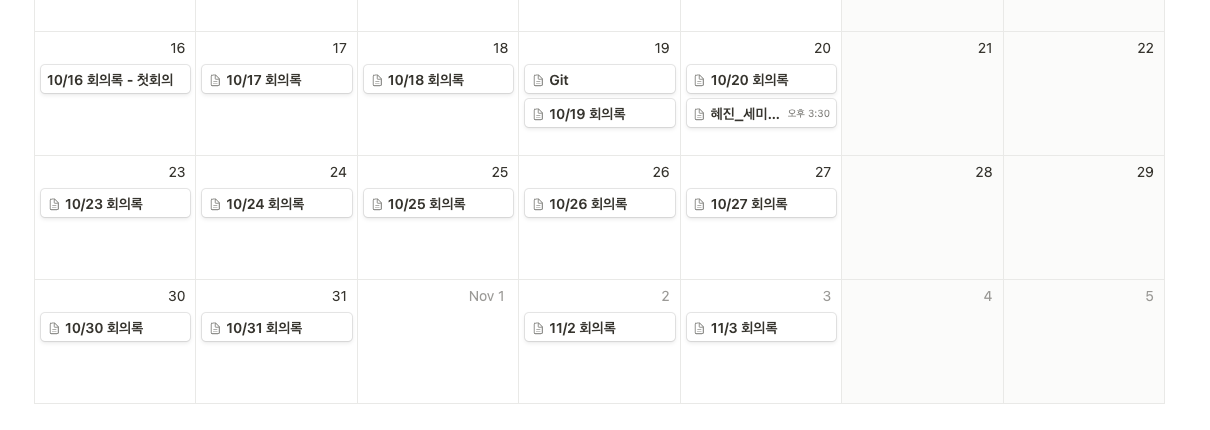 16
17
18
19
20
21
22
10/16 회의록 - 첫회의
10/17 회의록
10/18 회의록
Git
10/20 회의록
10/19 회의록
혜진_세미... 오후 3:30
23
24
25
26
27
28
29
10/23 회의록
10/24 회의록
10/25 회의록
10/26 회의록
10/27 회의록
30
31
Nov 1
2
3
4
5
10/30 회의록
10/31 회의록
11/2 회의록
11/3 회의록